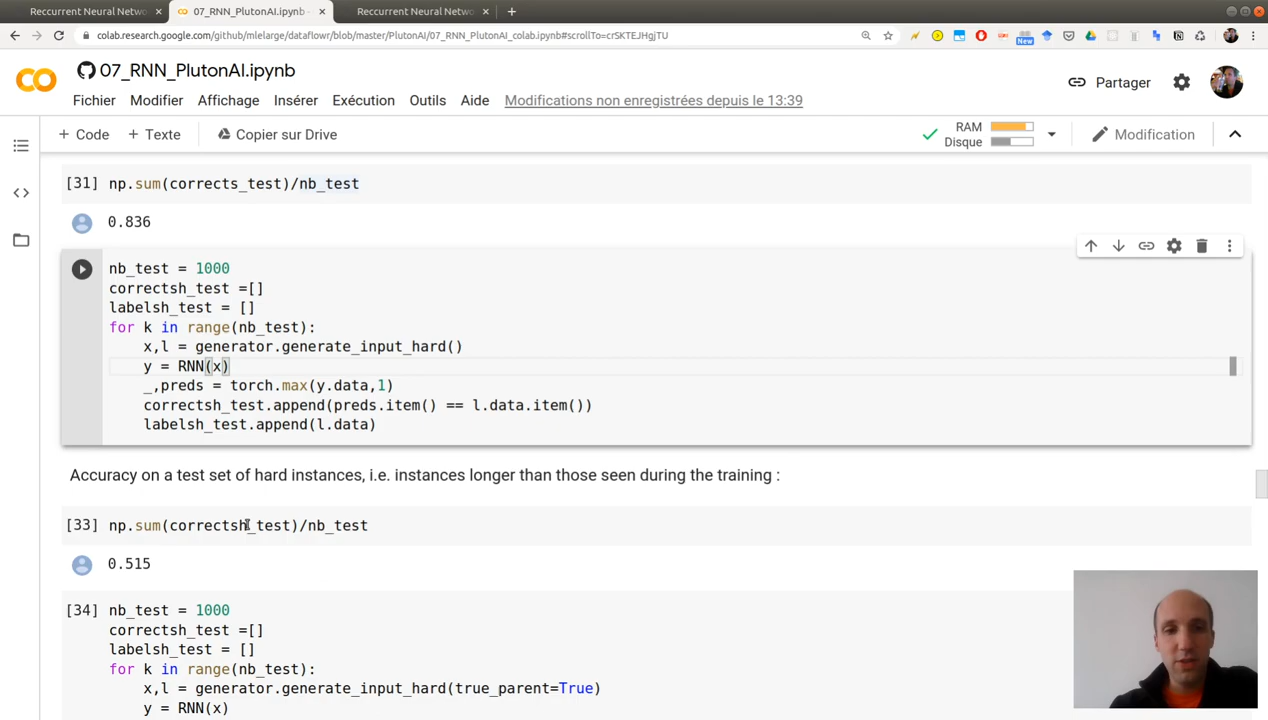 Reccurrent Neural Netwo
07_RNN_PlutonAI.ipynb -
Reccurrent Neural Netwo
colab.research.google.com/github/mlelarge/dataflowr/blob/master/PlutonAI/07_RNN_PlutonAI_colab.ipynb#scrollTo=crSKTEJHgjTU
New
07_RNN_PlutonAI.ipynb
Partager
Fichier Modifier Affichage Insérer Exécution Outils Aide Modifications non enregistrées depuis le 13:39
+ Code + Texte Copier sur Drive
RAM
Disque
Modification
[31] np.sum(corrects_test)/nb_test
0.836
nb_test = 1000
correctsh_test =[]
labelsh_test = []
for k in range(nb_test):
x,l = generator.generate_input_hard()
y = RNN(x)
_,preds = torch.max(y.data,1)
correctsh_test.append(preds.item() == l.data.item())
labelsh_test.append(l.data)
Accuracy on a test set of hard instances, i.e. instances longer than those seen during the training :
[33] np.sum(correctsh_test)/nb_test
0.515
[34] nb_test = 1000
correctsh_test =[]
labelsh_test = []
for k in range(nb_test):
x,l = generator.generate_input_hard(true_parent=True)
y = RNN(x)